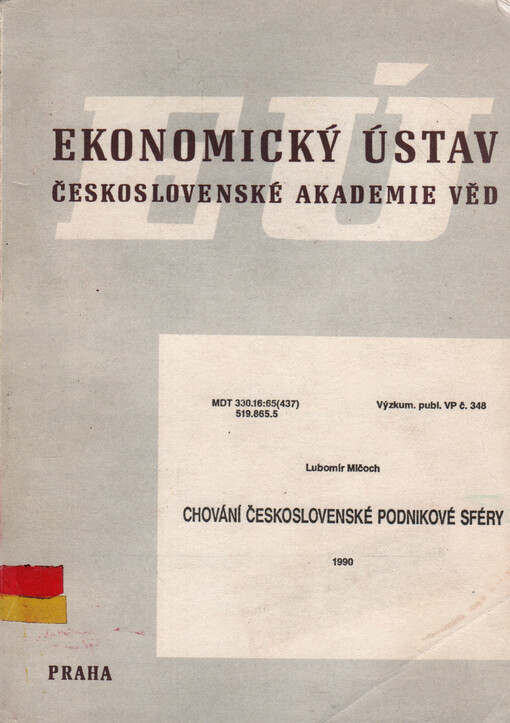 EÚ
EKONOMICKÝ ÚSTAV
ČESKOSLOVENSKÉ AKADEMIE VĚD
MDT 330.16:65(437)
519.865.5
Výzkum. publ. VP č. 348
Lubomír Mlčoch
CHOVÁNÍ ČESKOSLOVENSKÉ PODNIKOVÉ SFÉRY
1990
PRAHA